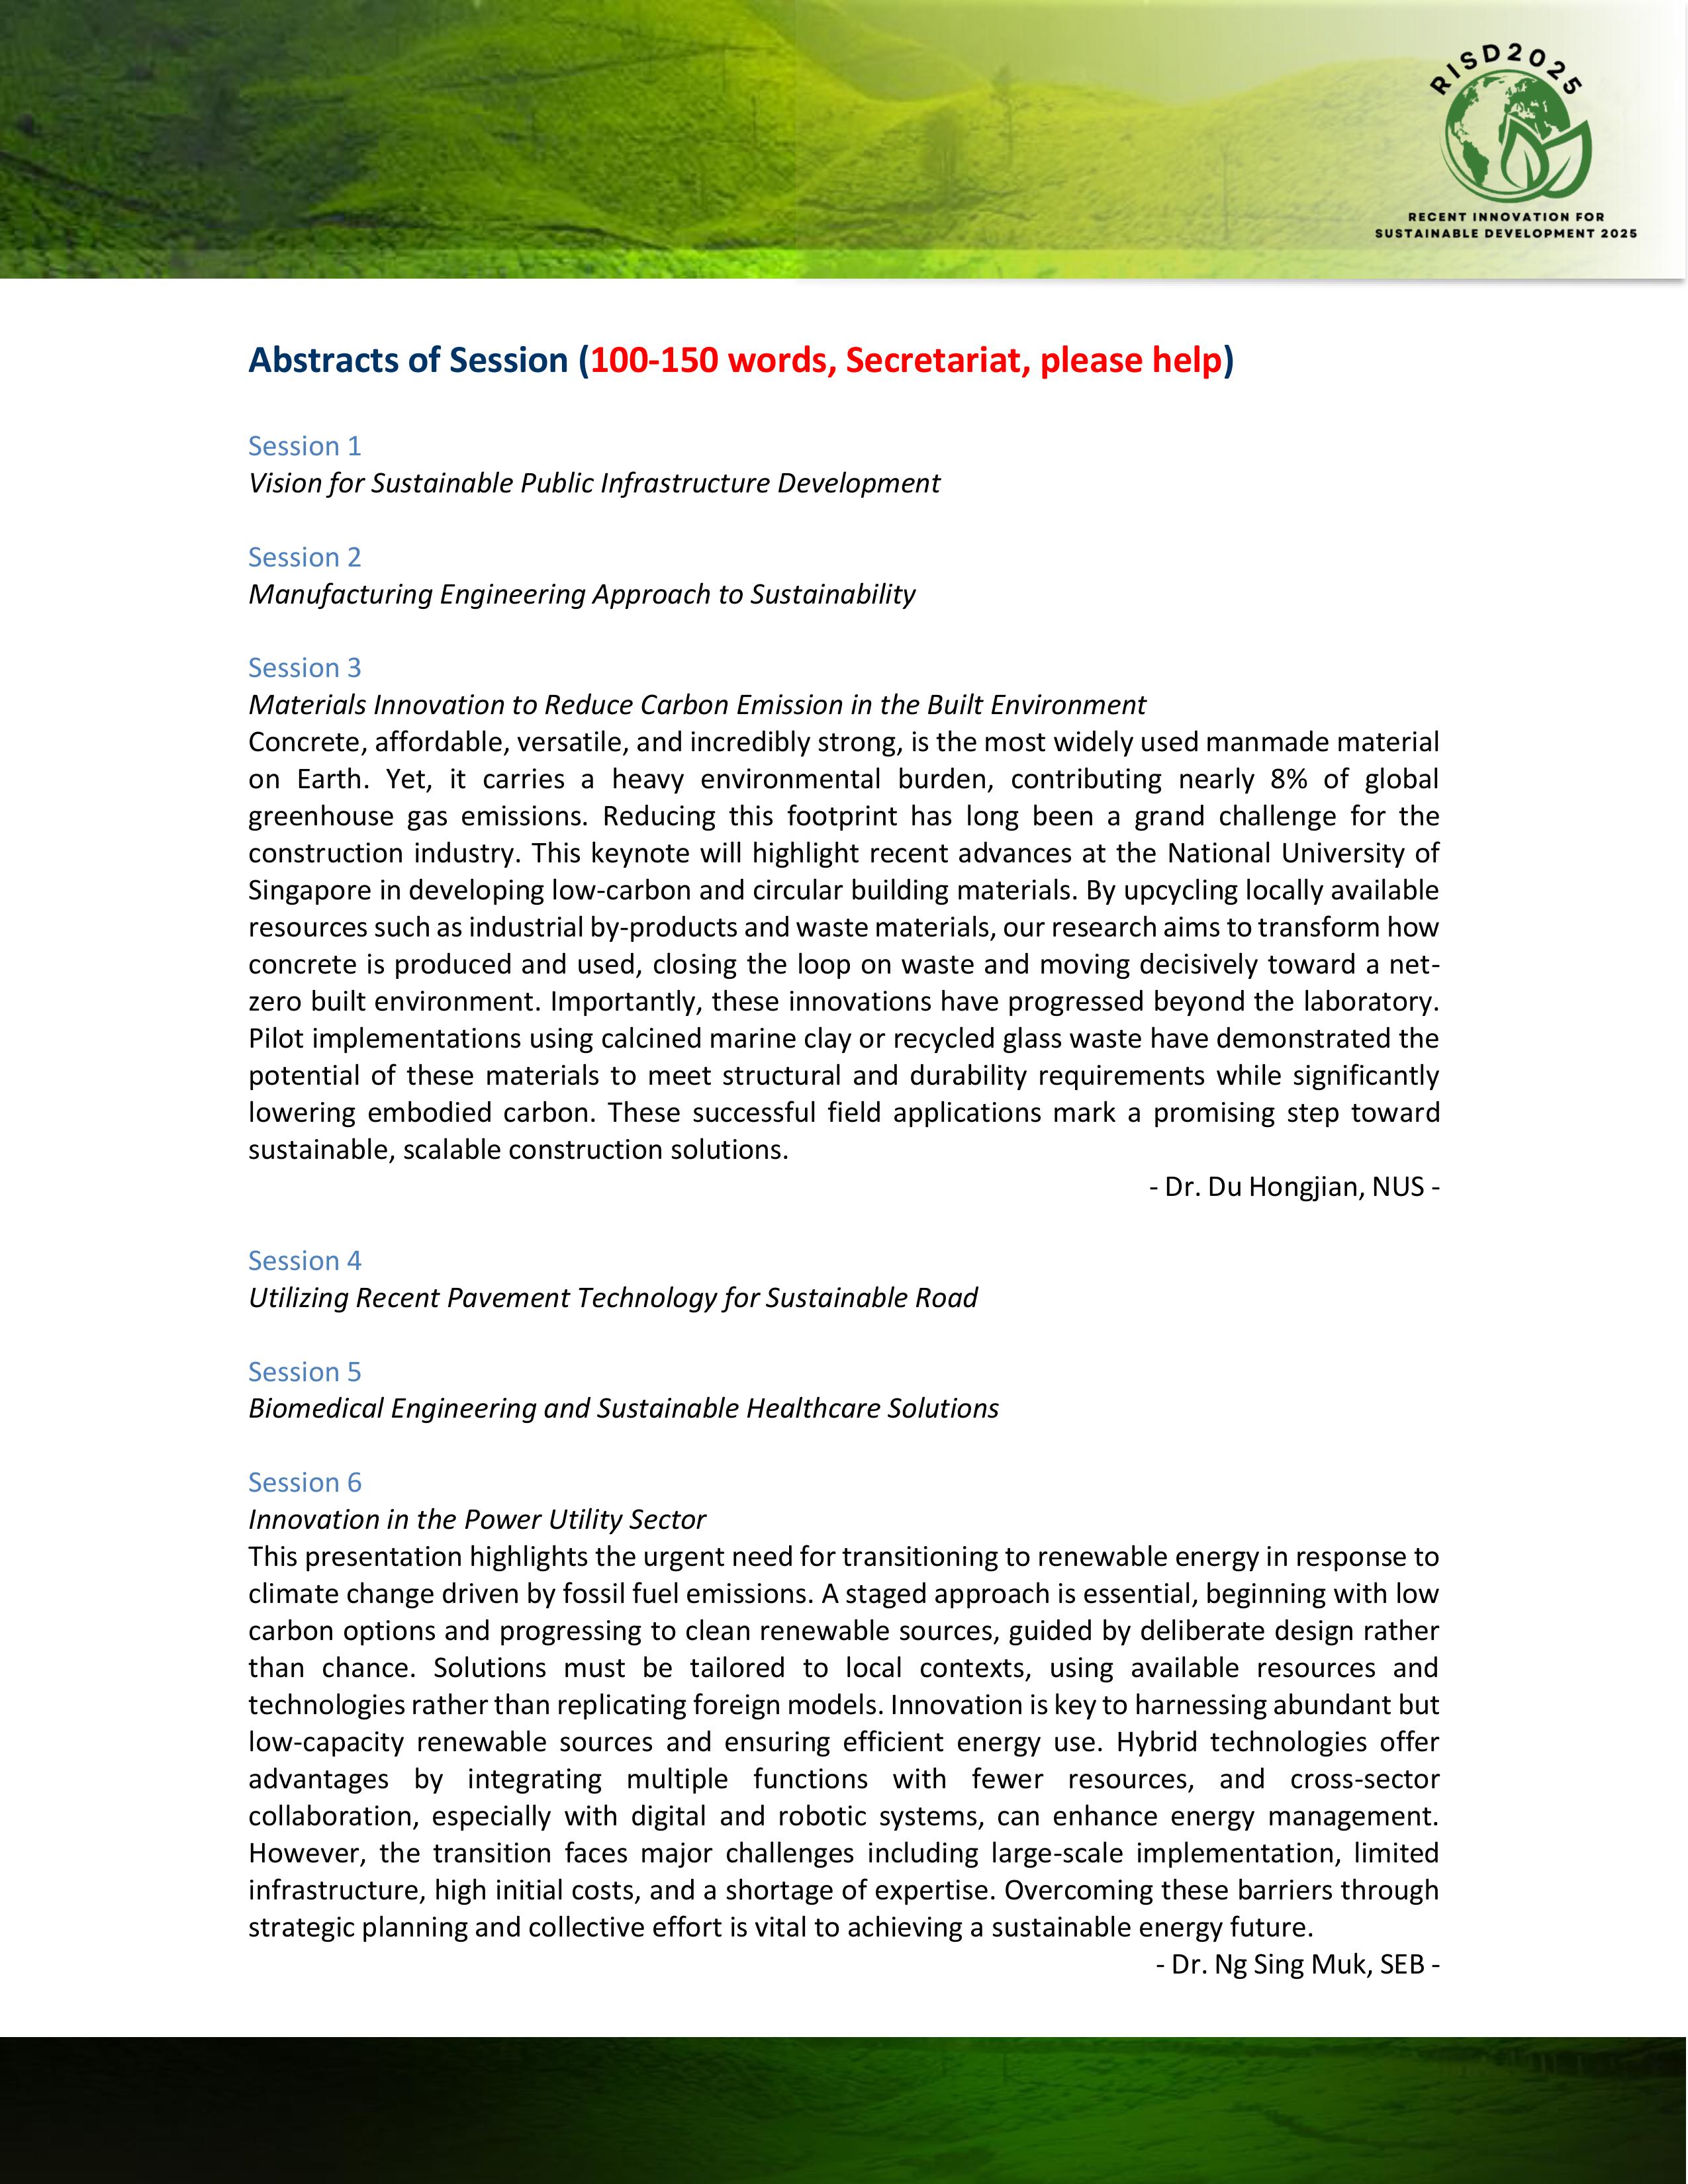 RISD2025
RECENT INNOVATION FOR
SUSTAINABLE DEVELOPMENT 2025
Abstracts of Session (100-150 words, Secretariat, please help)
Session 1
Vision for Sustainable Public Infrastructure Development
Session 2
Manufacturing Engineering Approach to Sustainability
Session 3
Materials Innovation to Reduce Carbon Emission in the Built Environment
Concrete, affordable, versatile, and incredibly strong, is the most widely used manmade material
on Earth. Yet, it carries a heavy environmental burden, contributing nearly 8% of global
greenhouse gas emissions. Reducing this footprint has long been a grand challenge for the
construction industry. This keynote will highlight recent advances at the National University of
Singapore in developing low-carbon and circular building materials. By upcycling locally available
resources such as industrial by-products and waste materials, our research aims to transform how
concrete is produced and used, closing the loop on waste and moving decisively toward a net-
zero built environment. Importantly, these innovations have progressed beyond the laboratory.
Pilot implementations using calcined marine clay or recycled glass waste have demonstrated the
potential of these materials to meet structural and durability requirements while significantly
lowering embodied carbon. These successful field applications mark a promising step toward
sustainable, scalable construction solutions.
- Dr. Du Hongjian, NUS -
Session 4
Utilizing Recent Pavement Technology for Sustainable Road
Session 5
Biomedical Engineering and Sustainable Healthcare Solutions
Session 6
Innovation in the Power Utility Sector
This presentation highlights the urgent need for transitioning to renewable energy in response to
climate change driven by fossil fuel emissions. A staged approach is essential, beginning with low
carbon options and progressing to clean renewable sources, guided by deliberate design rather
than chance. Solutions must be tailored to local contexts, using available resources and
technologies rather than replicating foreign models. Innovation is key to harnessing abundant but
low-capacity renewable sources and ensuring efficient energy use. Hybrid technologies offer
advantages by integrating multiple functions with fewer resources, and cross-sector
collaboration, especially with digital and robotic systems, can enhance energy management.
However, the transition faces major challenges including large-scale implementation, limited
infrastructure, high initial costs, and a shortage of expertise. Overcoming these barriers through
strategic planning and collective effort is vital to achieving a sustainable energy future.
- Dr. Ng Sing Muk, SEB -